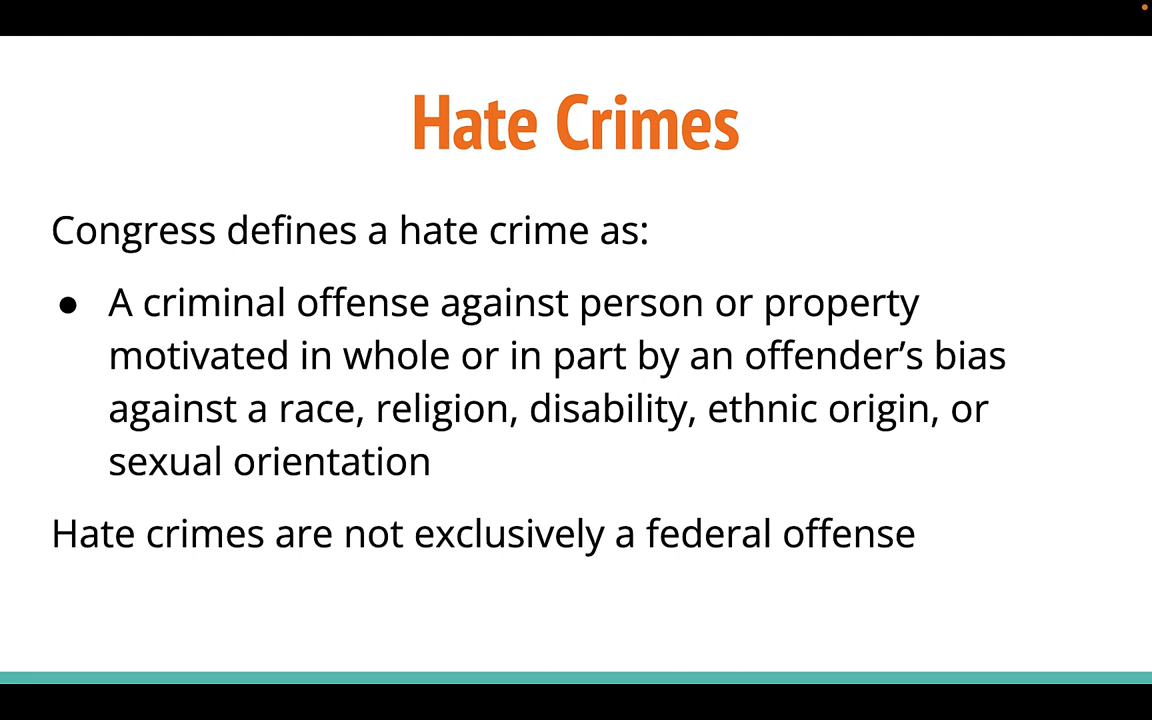 Hate Crimes
Congress defines a hate crime as:
● A criminal offense against person or property
motivated in whole or in part by an offender’s bias
against a race, religion, disability, ethnic origin, or
sexual orientation
Hate crimes are not exclusively a federal offense